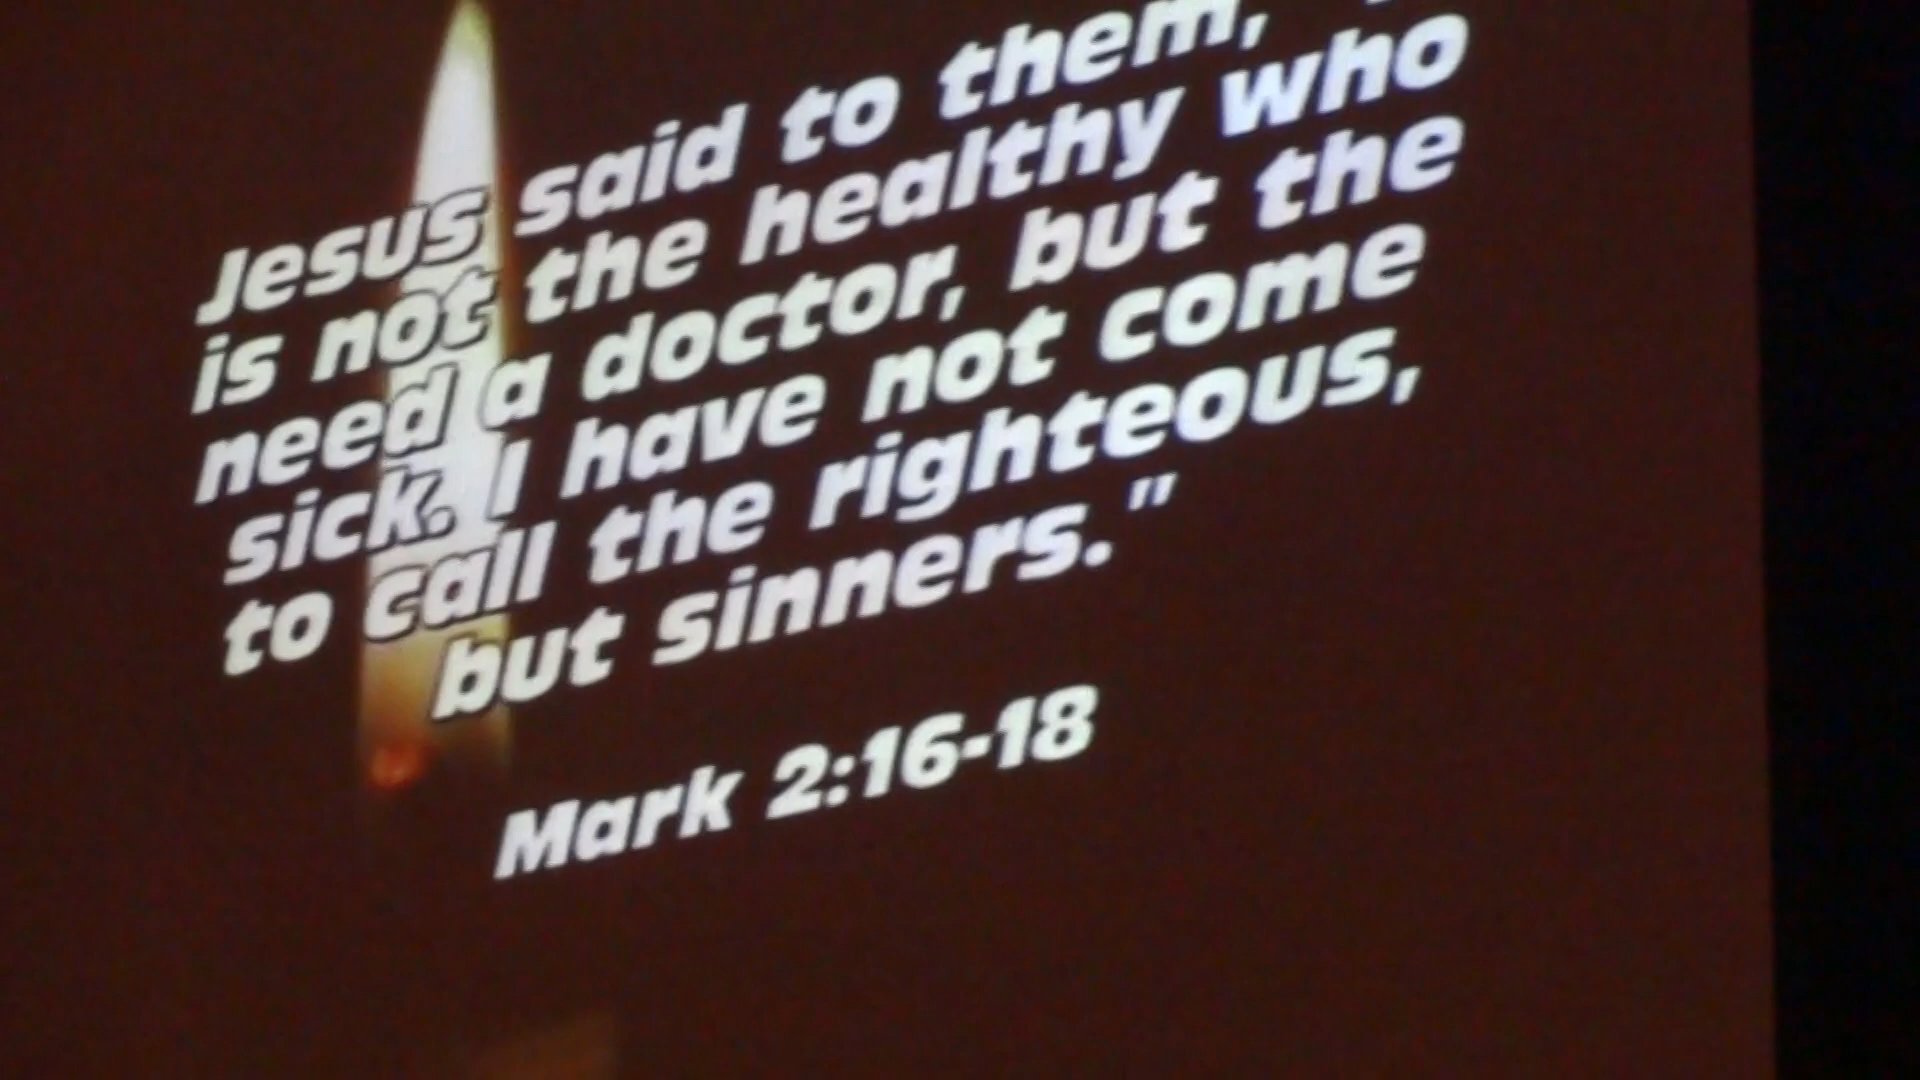 Jesus said to them,
is not the healthy who
need a doctor, but the
sick. I have not come
to call the righteous,
but sinners."
Mark 2:16-18